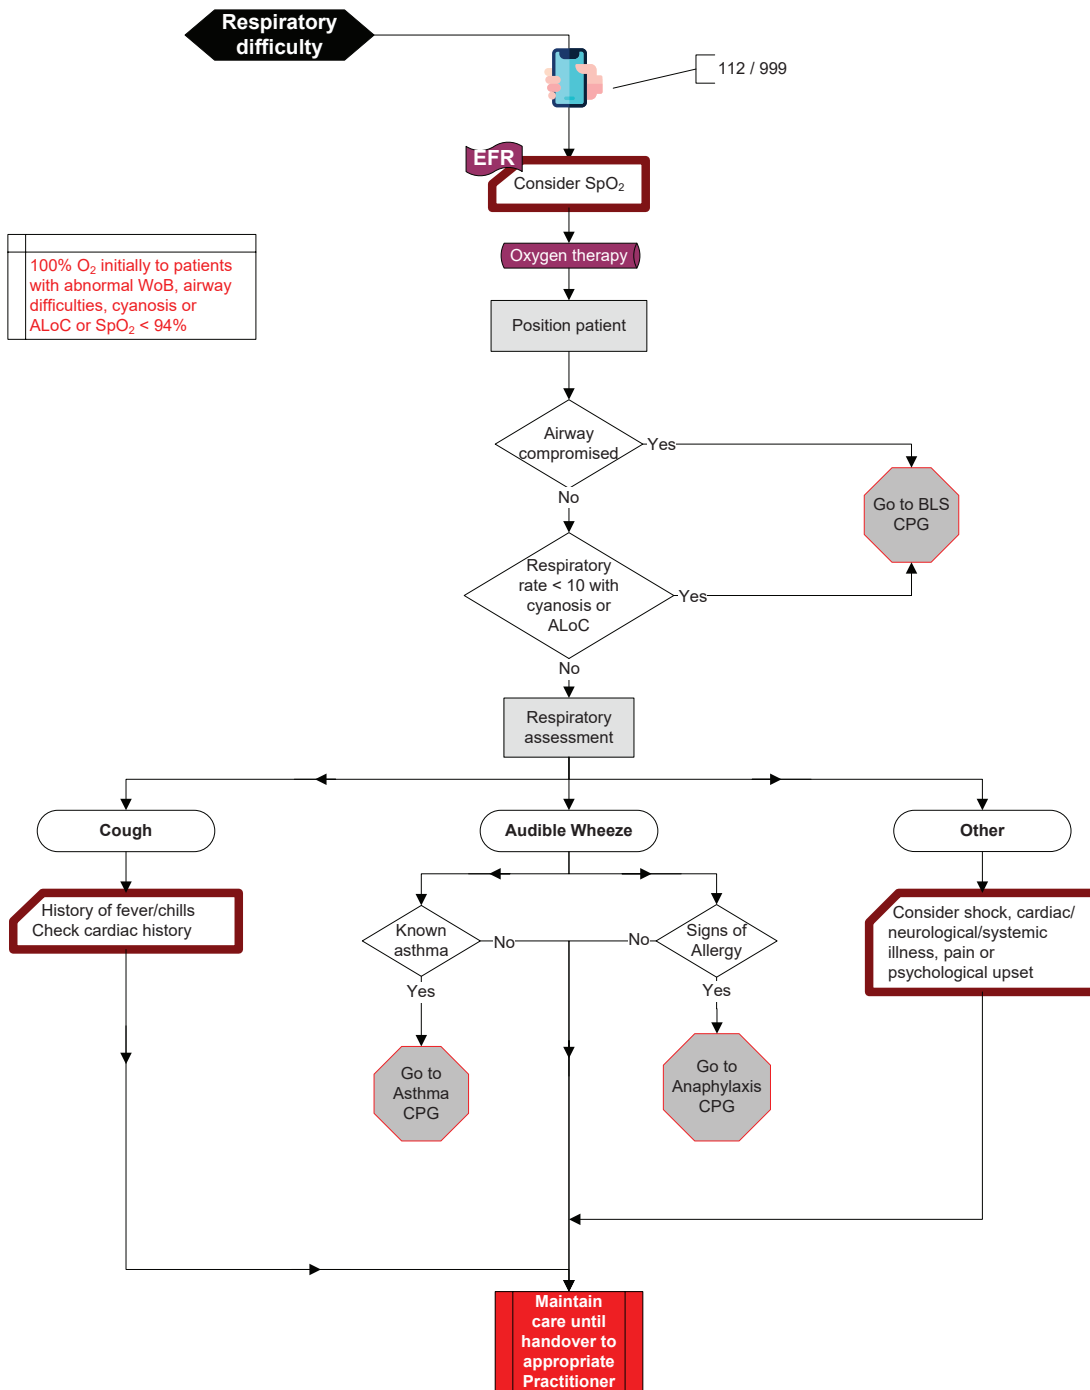 Respiratory
difficulty
112 / 999
EFR
Consider SpO₂
Oxygen therapy
100% O₂ initially to patients
with abnormal WoB, airway
difficulties, cyanosis or
ALoC or SpO₂ < 94%
Position patient
Airway
compromised
Yes
No
Go to BLS
CPG
Respiratory
rate < 10 with
cyanosis or
ALoC
Yes
No
Respiratory
assessment
Cough
Audible Wheeze
Other
History of fever/chills
Check cardiac history
Known
asthma
No
Yes
No
Signs of
Allergy
Yes
Consider shock, cardiac/
neurological/systemic
illness, pain or
psychological upset
Go to
Asthma
CPG
Go to
Anaphylaxis
CPG
Maintain
care until
handover to
appropriate
Practitioner